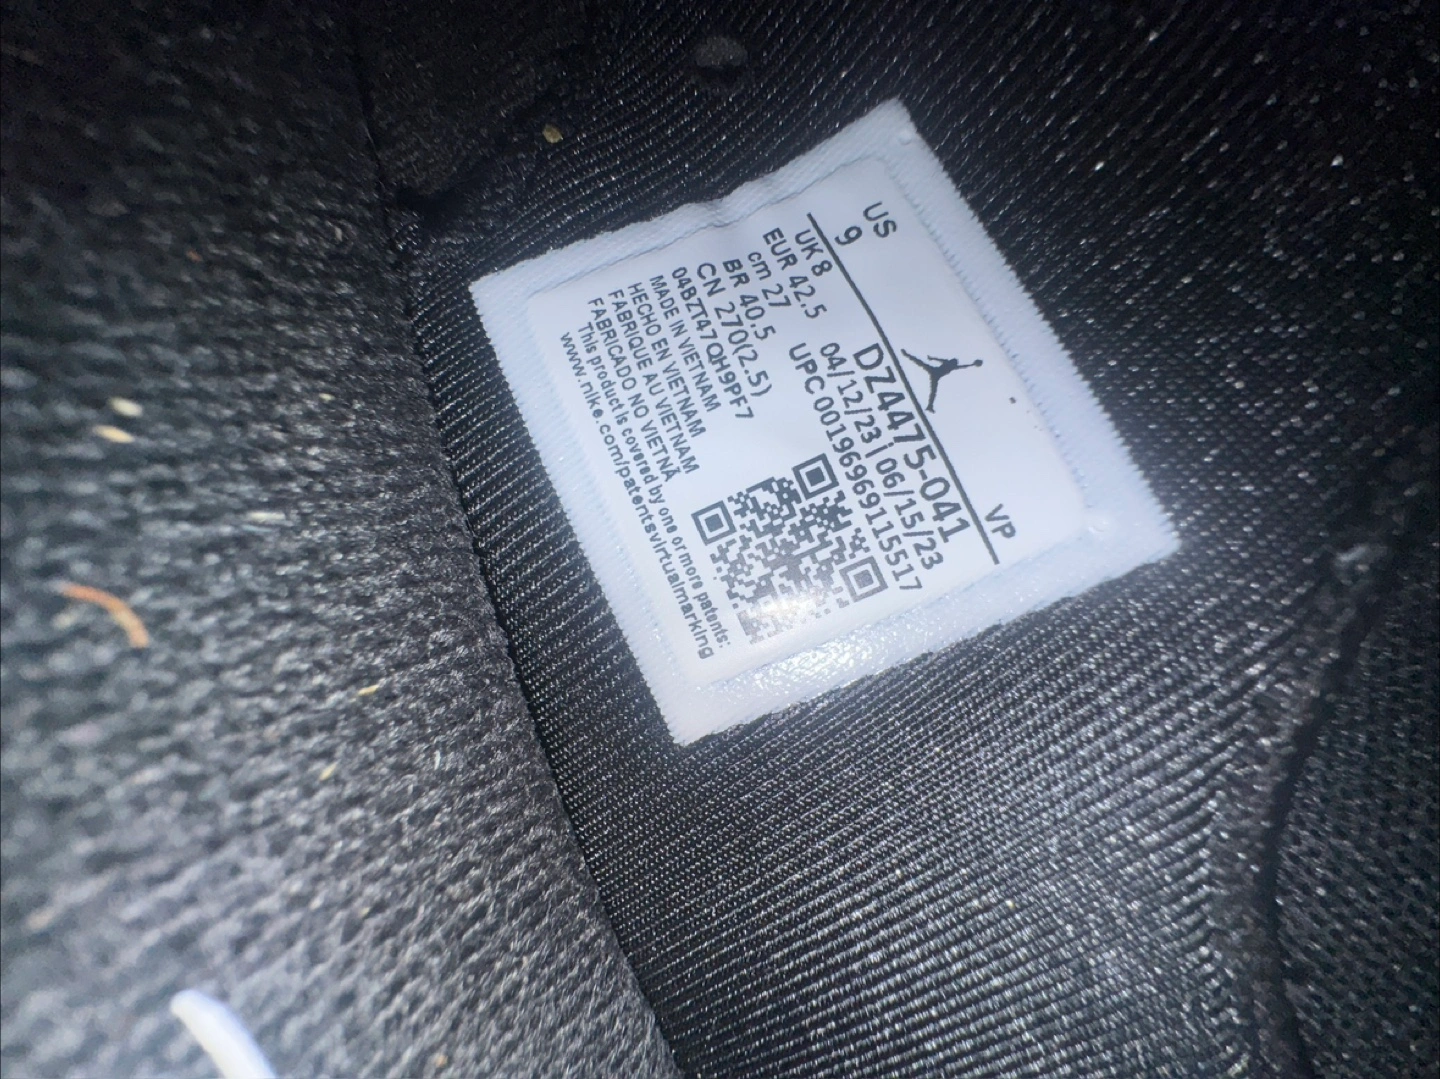 US
9
VP
UK 8
EUR 42.5
cm 27
BR 40.5
CN 270(2.5)
04BZT47QH9PF7
MADE IN VIETNAM
HECHO EN VIETNAM
FABRIQUE AU VIETNAM
FABRICADO NO VIETNÃ
This product is covered by one or more patents:
www.nike.com/patentsvirtualmarking
DZ4475-041
04/12/23 | 06/15/23
UPC 00196969115517